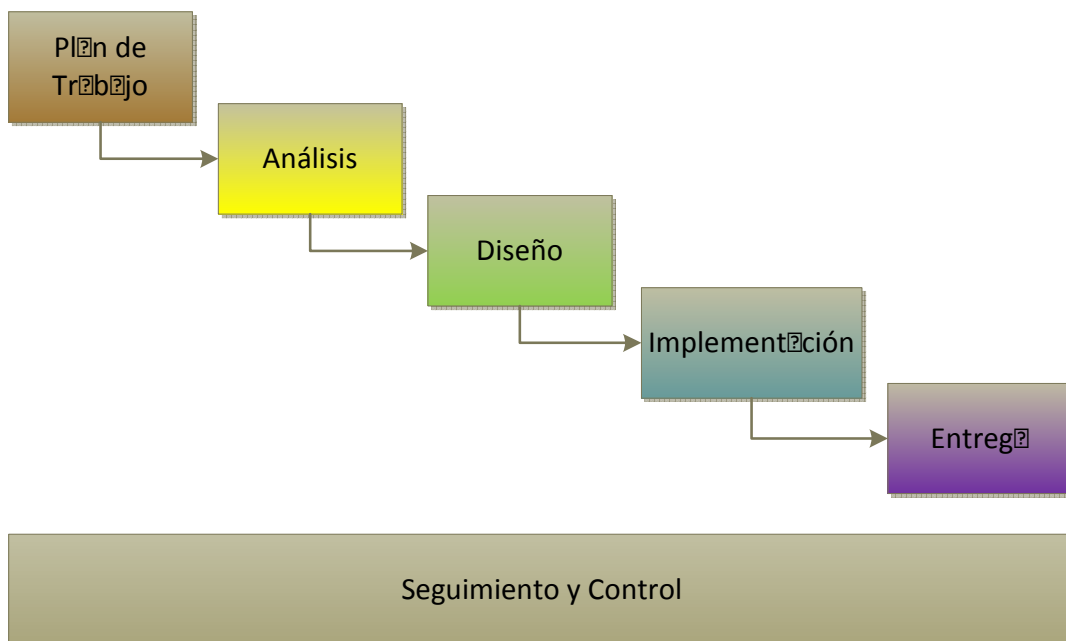 Pl⍰n de
Tr⍰b⍰jo
Análisis
Diseño
Implement⍰ción
Entreg⍰
Seguimiento y Control